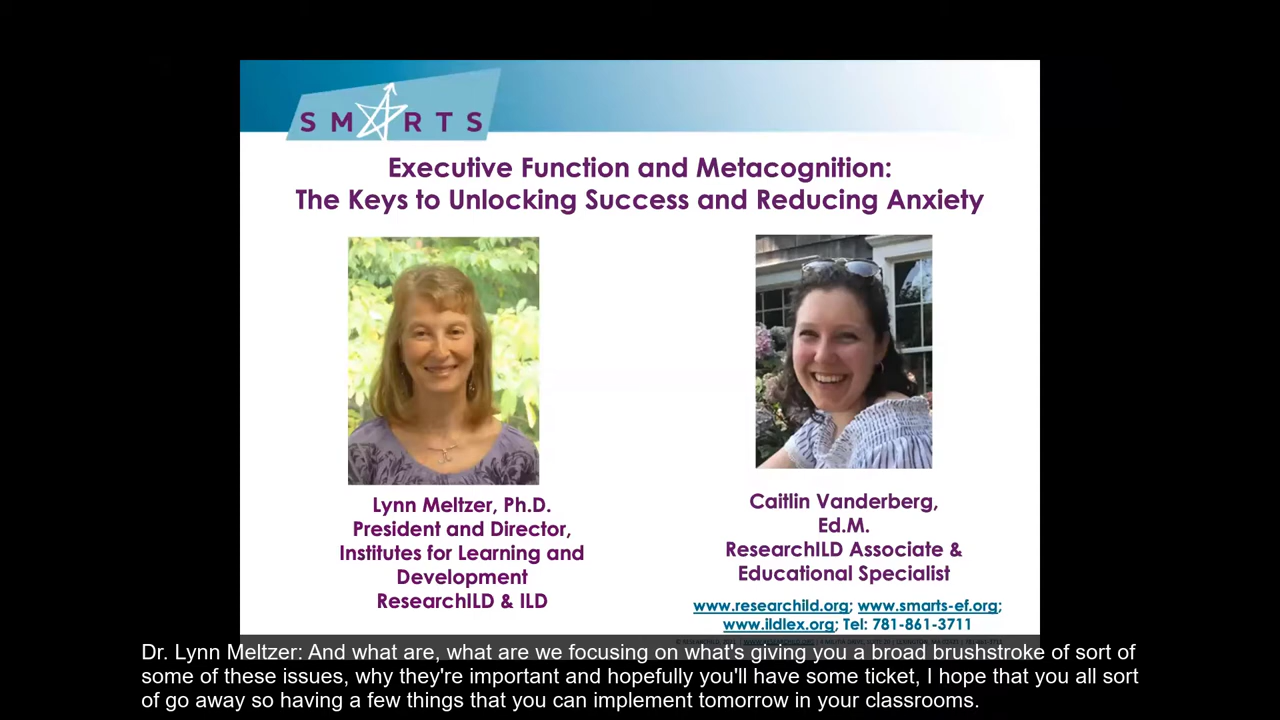 SMARTS
Executive Function and Metacognition:
The Keys to Unlocking Success and Reducing Anxiety
Lynn Meltzer, Ph.D.
President and Director,
Institutes for Learning and
Development
ResearchILD & ILD
Caitlin Vanderberg,
Ed.M.
ResearchILD Associate &
Educational Specialist
www.researchild.org; www.smarts-ef.org;
www.ildlex.org; Tel: 781-861-3711
Dr. Lynn Meltzer: And what are, what are we focusing on what's giving you a broad brushstroke of sort of
some of these issues, why they're important and hopefully you'll have some ticket, I hope that you all sort
of go away so having a few things that you can implement tomorrow in your classrooms.